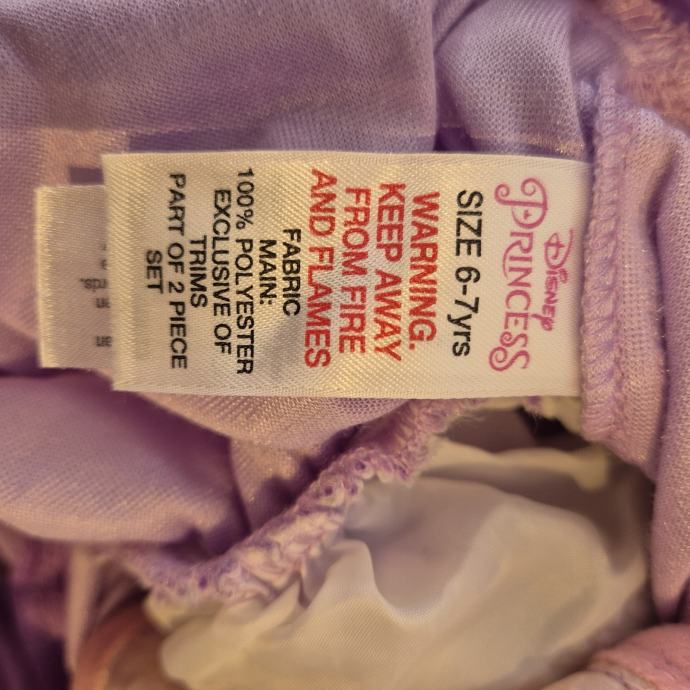 DISNEY
PRINCESS
SIZE 6-7yrs
WARNING.
KEEP AWAY
FROM FIRE
AND FLAMES
FABRIC
MAIN:
100% POLYESTER
EXCLUSIVE OF
TRIMS
PART OF 2 PIECE
SET